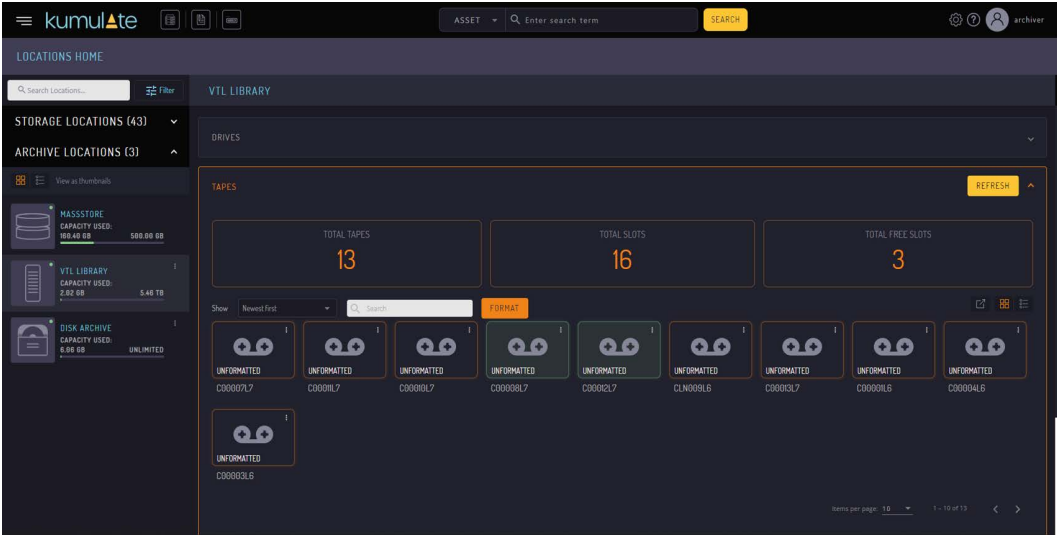 kumulate
ASSET
Enter search term
SEARCH
archiver
LOCATIONS HOME
Search Locations...
Filter
STORAGE LOCATIONS (43)
ARCHIVE LOCATIONS (3)
View as thumbnails
MASSSTORE
CAPACITY USED:
160.40 GB 500.00 GB
VTL LIBRARY
CAPACITY USED:
2.02 GB 5.46 TB
DISK ARCHIVE
CAPACITY USED:
6.06 GB UNLIMITED
VTL LIBRARY
DRIVES
TAPES
REFRESH
TOTAL TAPES
13
TOTAL SLOTS
16
TOTAL FREE SLOTS
3
Show Newest First Search FORMAT
UNFORMATTED UNFORMATTED UNFORMATTED UNFORMATTED UNFORMATTED UNFORMATTED UNFORMATTED UNFORMATTED UNFORMATTED
C00007L7 C00011L7 C00010L7 C00008L7 C00012L7 CLN009L6 C00013L7 C00001L6 C00004L6
UNFORMATTED
C00003L6
Items per page: 10 1 – 10 of 13